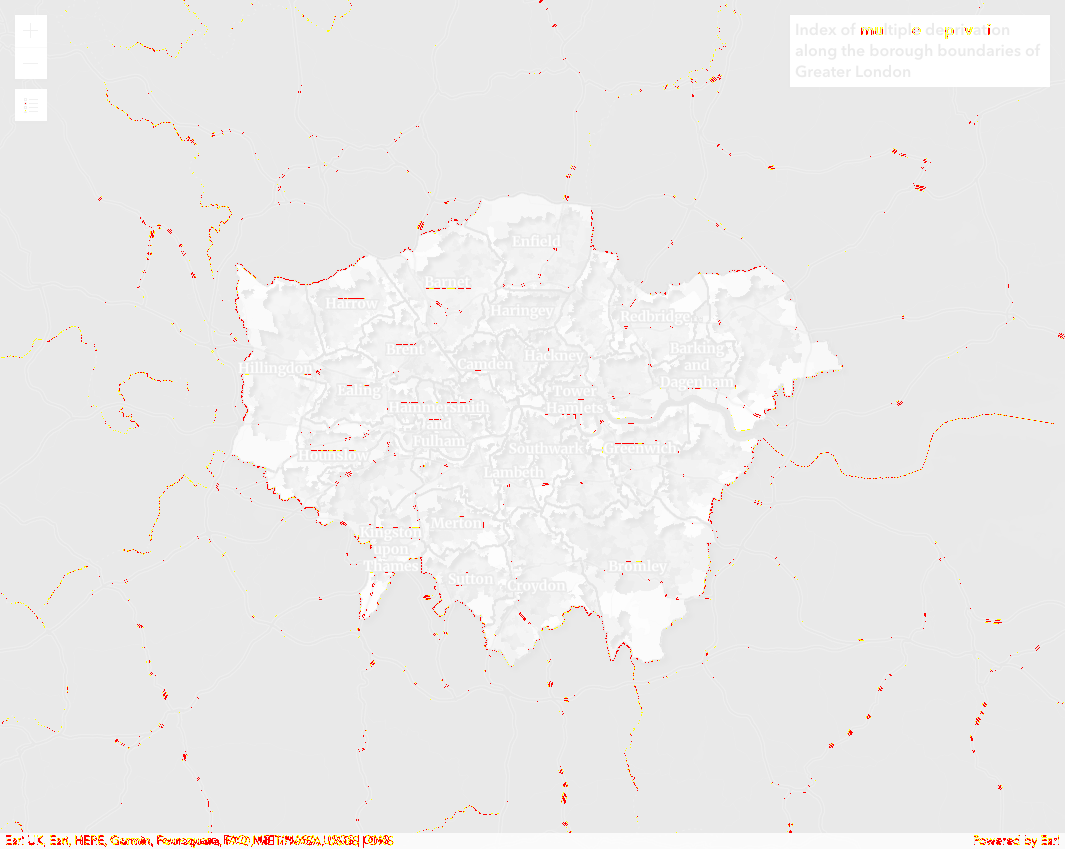 Index of multiple deprivation
along the borough boundaries of
Greater London
Enfield
Barnet
Harrow
Haringey
Redbridge
Brent
Hackney
Barking
and
Dagenham
Camden
Hillingdon
Ealing
Tower
Hamlets
Hammersmith
and
Fulham
Hounslow
Southwark
Greenwich
Lambeth
Merton
Kingston
upon
Thames
Bromley
Sutton
Croydon
Esri UK, Esri, HERE, Garmin, Foursquare, FAO, METI/NASA, USGS
Powered by Esri